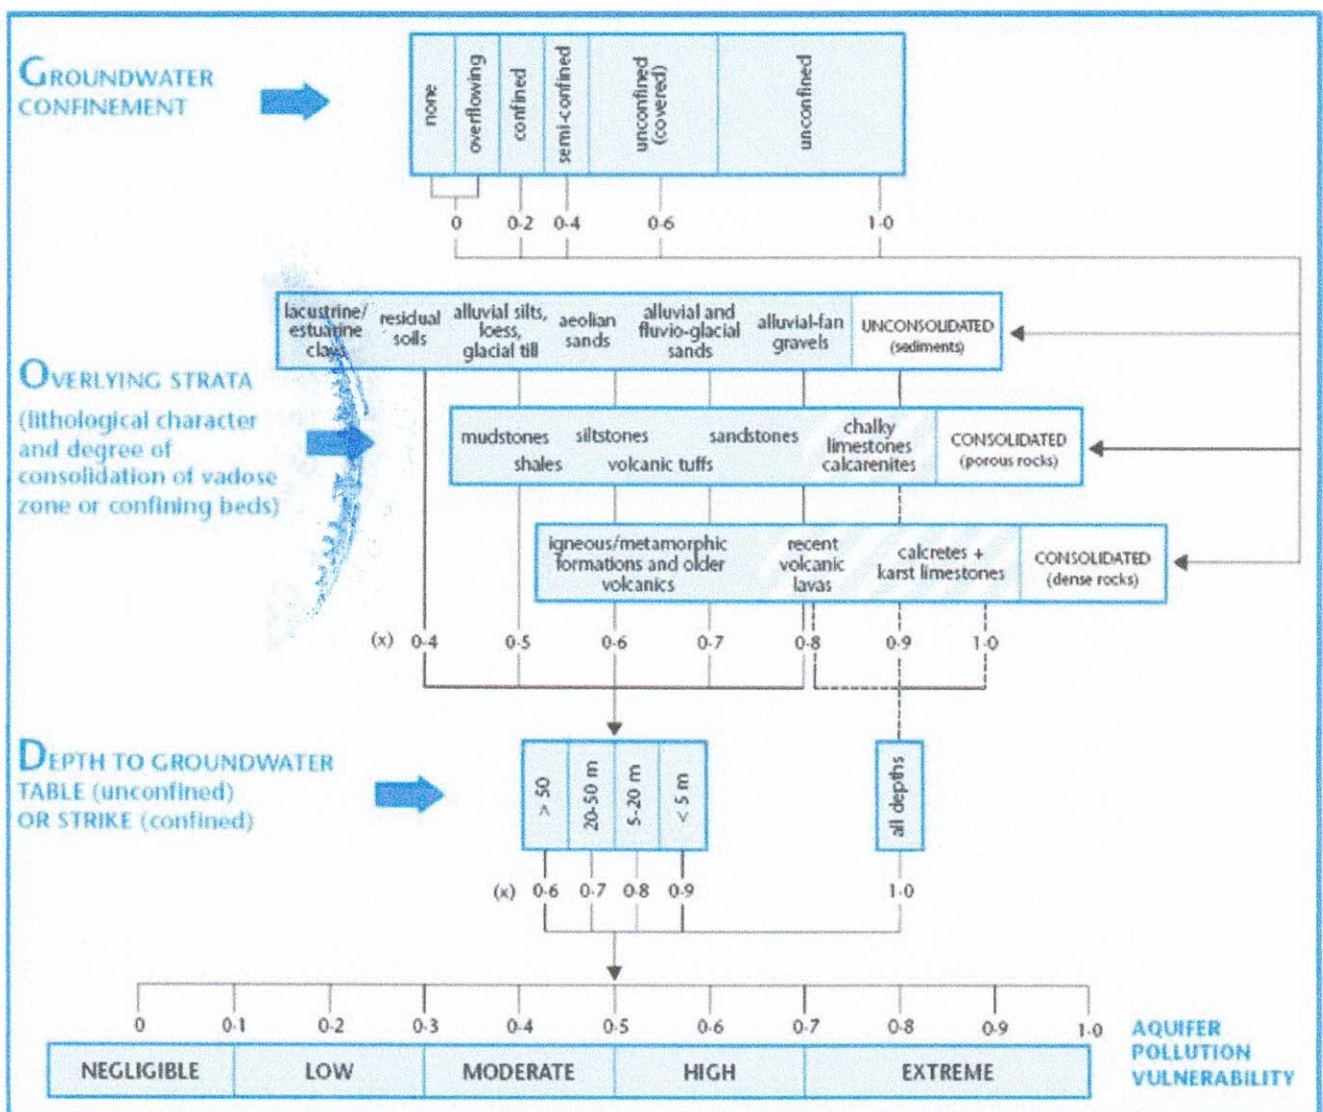 GROUNDWATER
CONFINEMENT
none
overflowing
confined
semi-confined
unconfined
(covered)
unconfined
0 0·2 0·4 0·6 1·0
lacustrine/
estuarine
clays
residual
soils
alluvial silts,
loess,
glacial till
aeolian
sands
alluvial and
fluvio-glacial
sands
alluvial-fan
gravels
UNCONSOLIDATED
(sediments)
OVERLYING STRATA
(lithological character
and degree of
consolidation of vadose
zone or confining beds)
mudstones
shales
siltstones
volcanic tuffs
sandstones
chalky
limestones
calcarenites
CONSOLIDATED
(porous rocks)
igneous/metamorphic
formations and older
volcanics
recent
volcanic
lavas
calcretes +
karst limestones
CONSOLIDATED
(dense rocks)
(x) 0·4 0·5 0·6 0·7 0·8 0·9 1·0
DEPTH TO GROUNDWATER
TABLE (unconfined)
OR STRIKE (confined)
> 50
20-50 m
5-20 m
< 5 m
all depths
(x) 0·6 0·7 0·8 0·9 1·0
0 0·1 0·2 0·3 0·4 0·5 0·6 0·7 0·8 0·9 1.0
NEGLIGIBLE LOW MODERATE HIGH EXTREME
AQUIFER
POLLUTION
VULNERABILITY